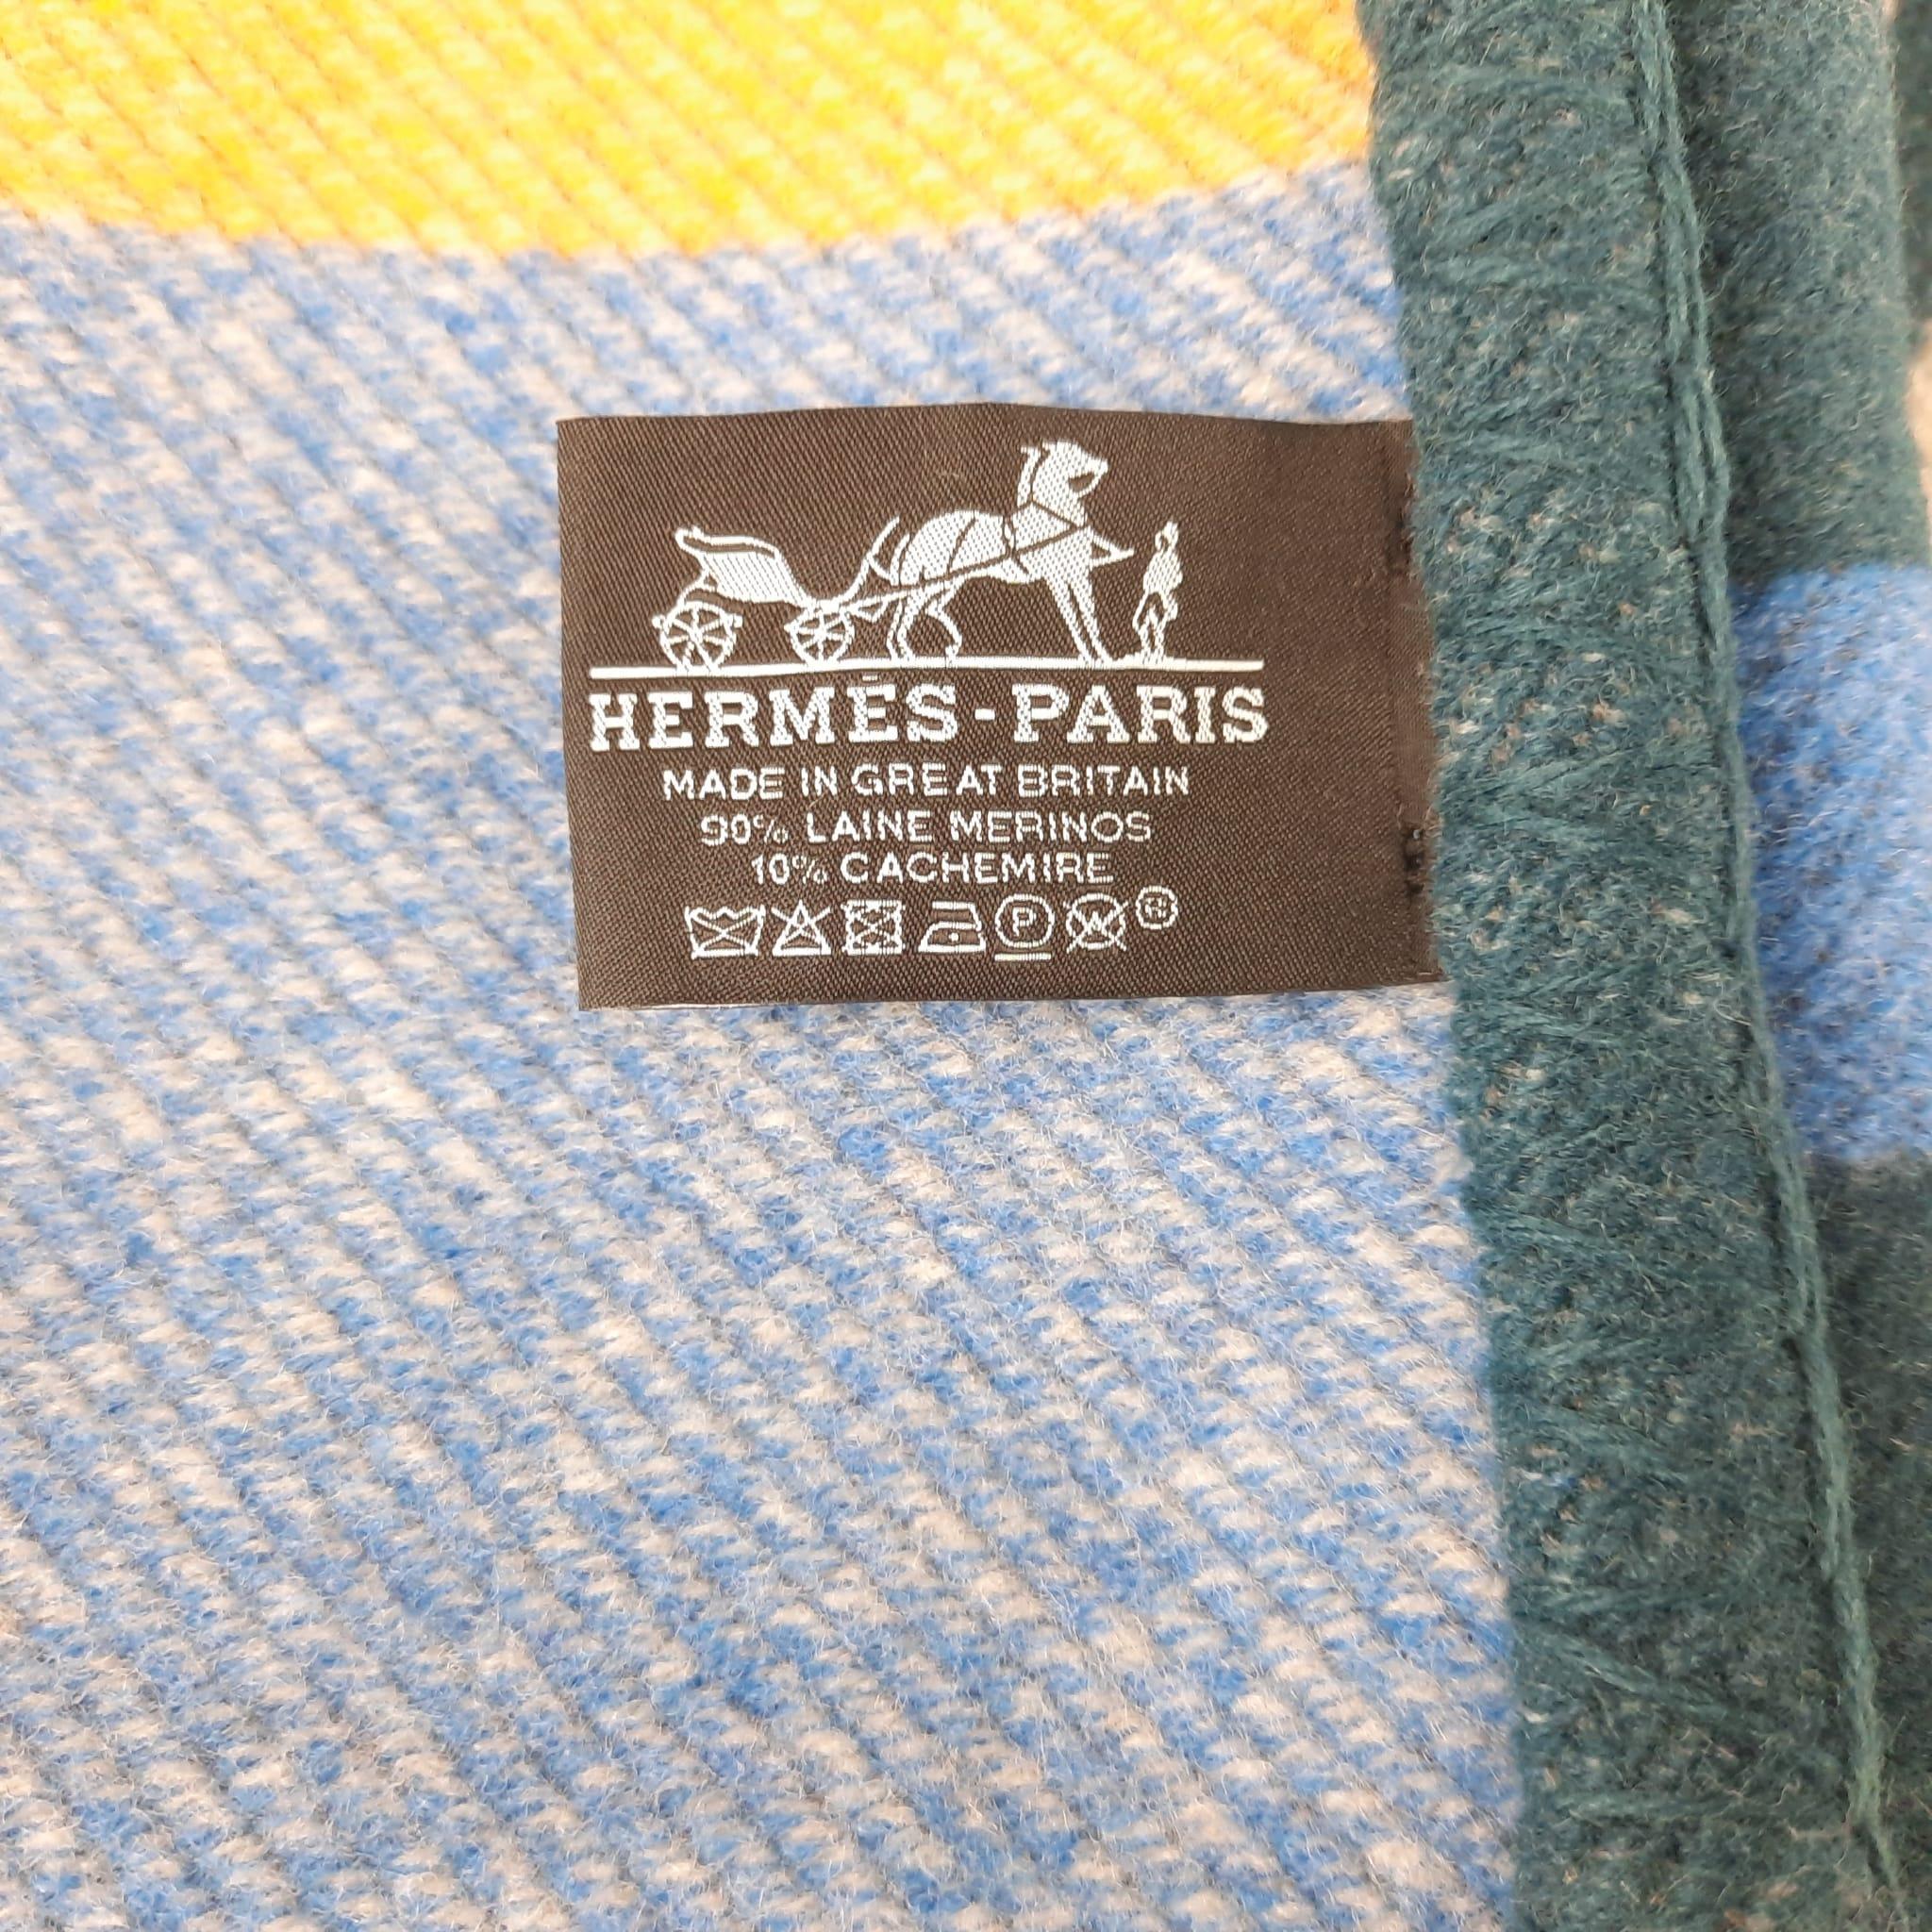 HERMÈS-PARIS
MADE IN GREAT BRITAIN
90% LAINE MERINOS
10% CACHEMIRE
P W H